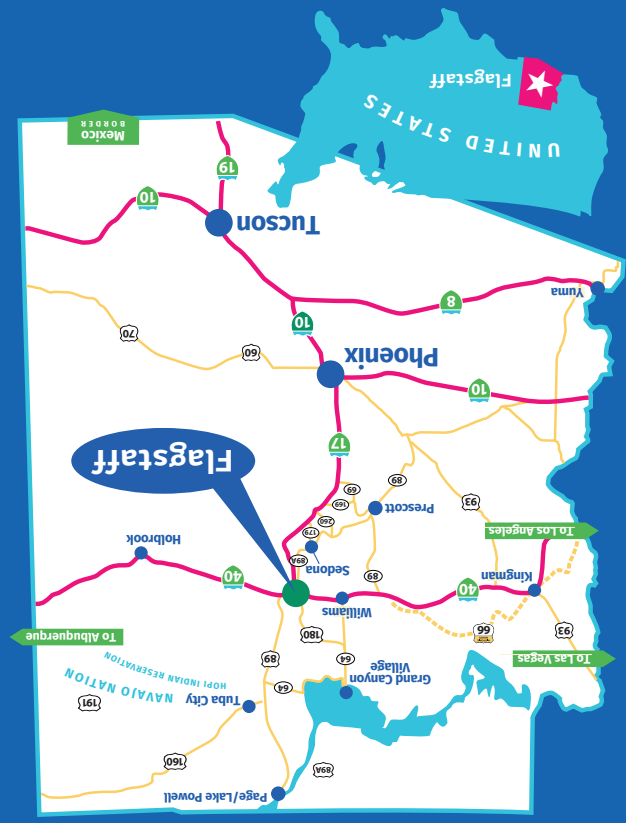 Page/Lake Powell
89A
160
191
NAVAJO NATION
HOPI INDIAN RESERVATION
Tuba City
64
89
Grand Canyon
Village
64
180
To Las Vegas
93
HISTORIC
66
To Albuquerque
Williams
Kingman
40
40
Holbrook
89
Sedona
89A
179
260
169
69
To Los Angeles
Prescott
93
89
Flagstaff
17
10
Phoenix
60
70
10
8
Yuma
Tucson
10
19
Mexico
BORDER
UNITED STATES
Flagstaff